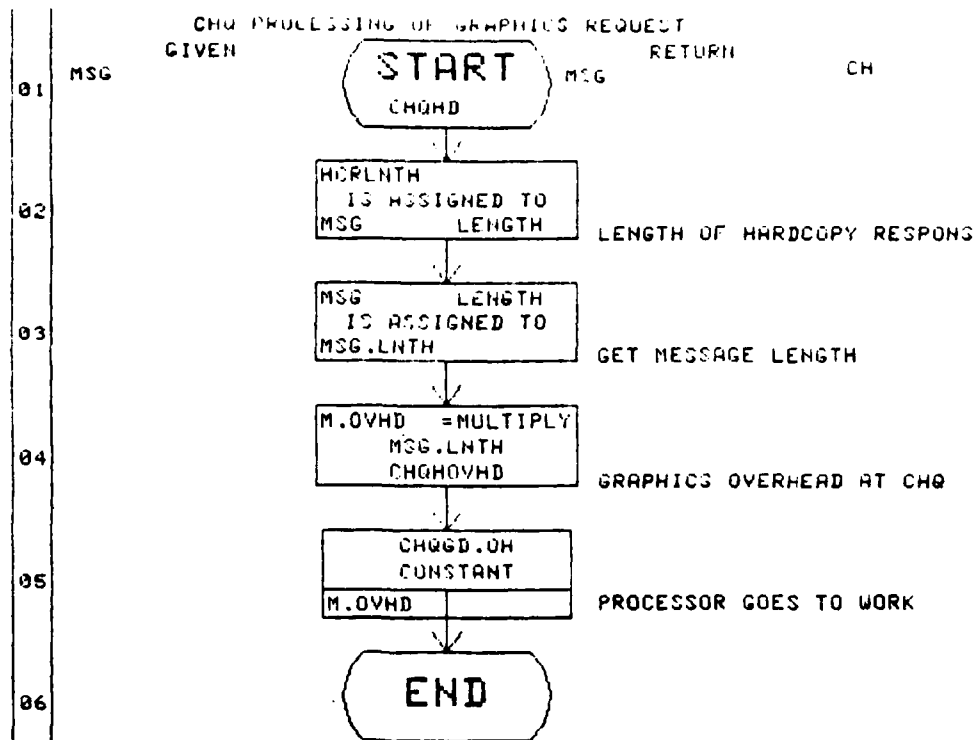 CHQ PROCESSING OF GRAPHICS REQUEST
GIVEN RETURN
01 MSG START MSG CH
CHQHD
02 HCRLNTH
IS ASSIGNED TO
MSG LENGTH
LENGTH OF HARDCOPY RESPONS
03 MSG LENGTH
IS ASSIGNED TO
MSG.LNTH
GET MESSAGE LENGTH
04 M.OVHD =MULTIPLY
MSG.LNTH
CHQHOVHD
GRAPHICS OVERHEAD AT CHQ
05 CHQGD.OH
CONSTANT
M.OVHD
PROCESSOR GOES TO WORK
06 END